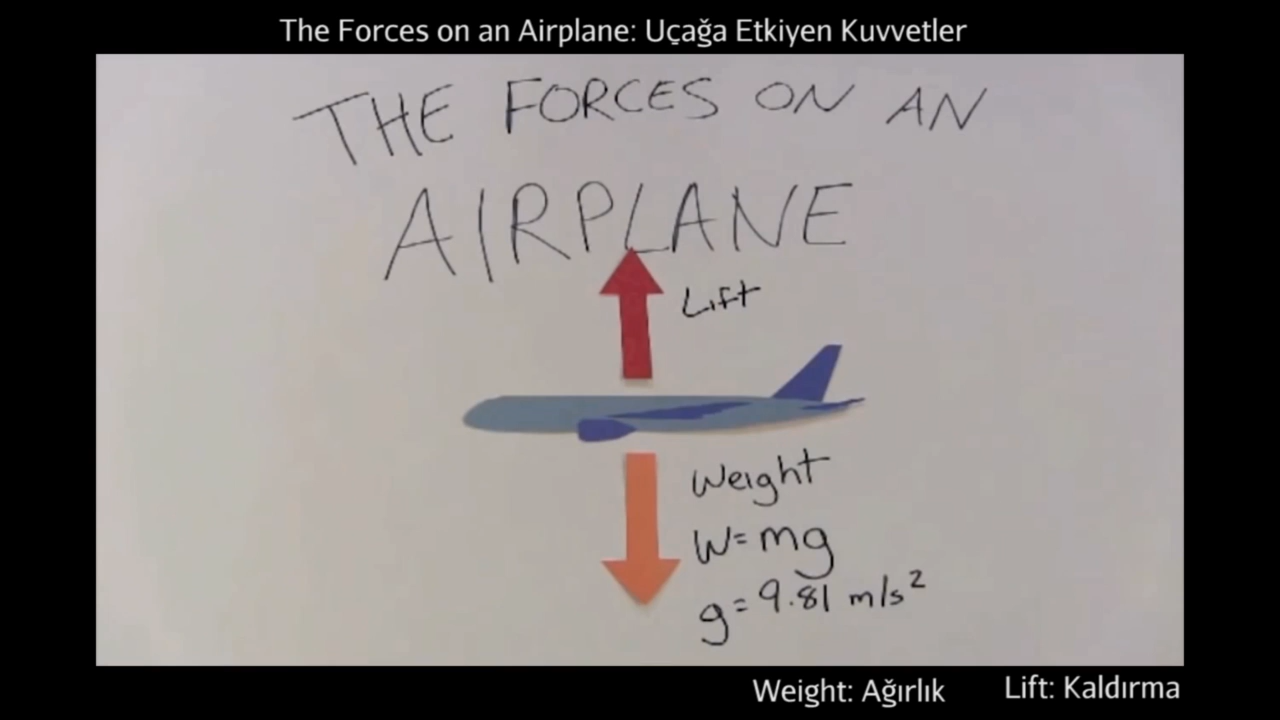 The Forces on an Airplane: Uçağa Etkiyen Kuvvetler
THE FORCES ON AN
AIRPLANE
Lift
Weight
W=mg
g=9.81 m/s²
Weight: Ağırlık Lift: Kaldırma